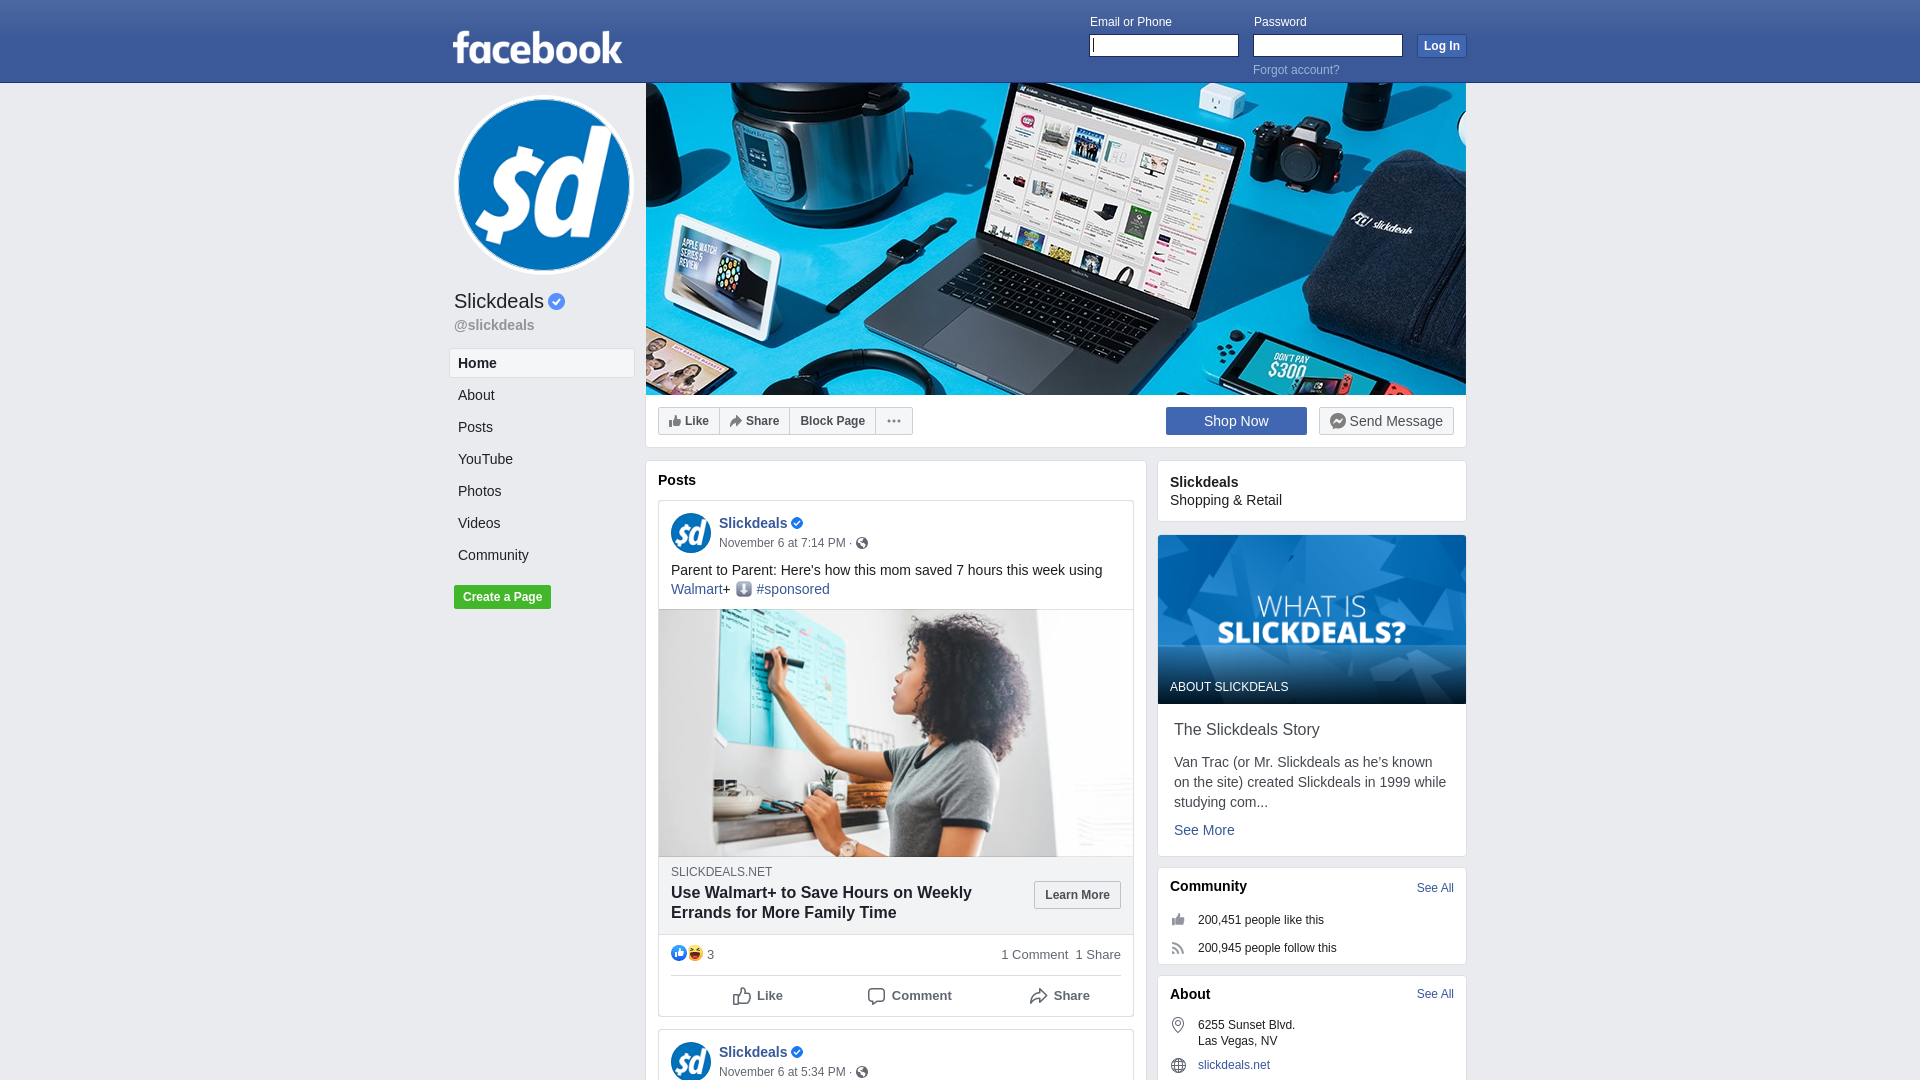 facebook
Email or Phone
Password
Log In
Forgot account?
$d
Slickdeals
@slickdeals
Home
About
Posts
YouTube
Photos
Videos
Community
Create a Page
APPLE WATCH
SERIES 5
REVIEW
slickdeals
DON'T PAY
$300
Like
Share
Block Page
Shop Now
Send Message
Posts
$d
Slickdeals
November 6 at 7:14 PM ·
Parent to Parent: Here's how this mom saved 7 hours this week using
Walmart+ ⬇️ #sponsored
SLICKDEALS.NET
Use Walmart+ to Save Hours on Weekly
Errands for More Family Time
Learn More
3
1 Comment 1 Share
Like
Comment
Share
$d
Slickdeals
November 6 at 5:34 PM ·
Slickdeals
Shopping & Retail
WHAT IS
SLICKDEALS?
ABOUT SLICKDEALS
The Slickdeals Story
Van Trac (or Mr. Slickdeals as he’s known
on the site) created Slickdeals in 1999 while
studying com...
See More
Community
See All
200,451 people like this
200,945 people follow this
About
See All
6255 Sunset Blvd.
Las Vegas, NV
slickdeals.net